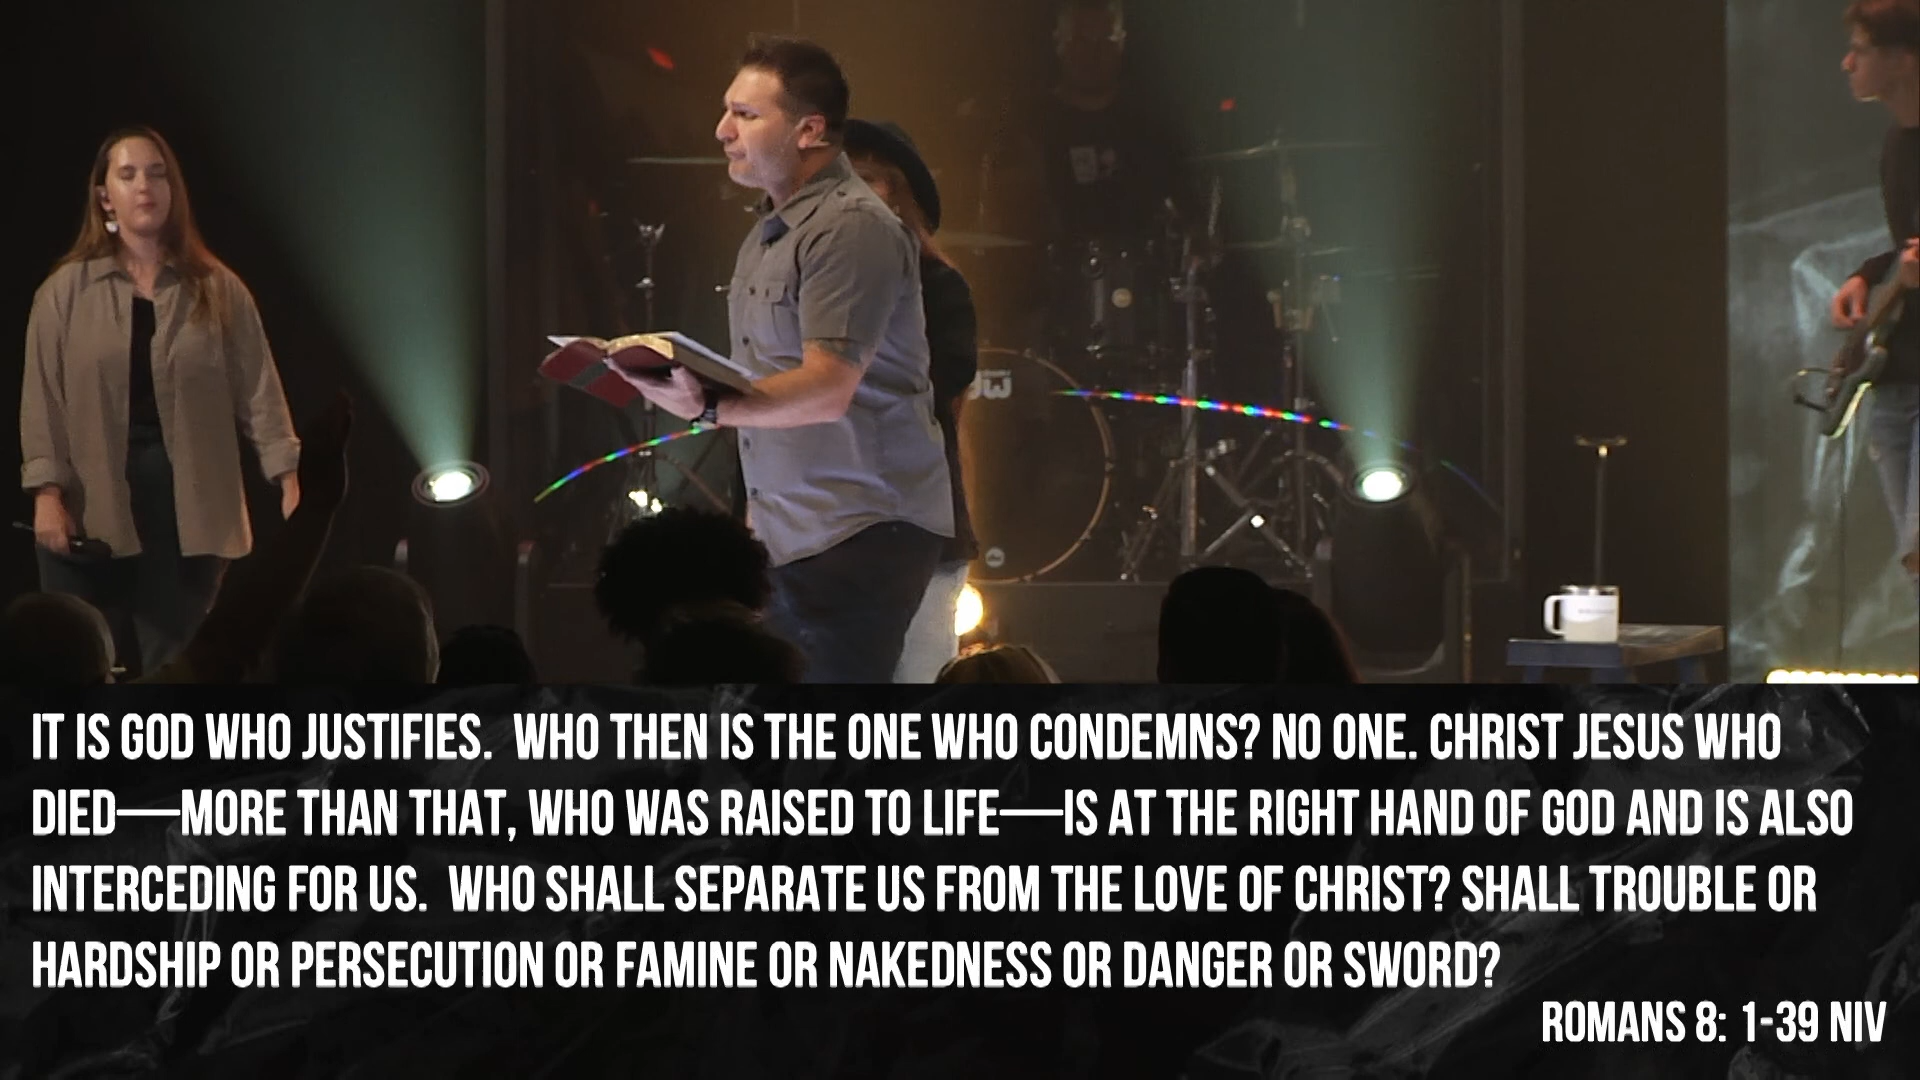 dw
IT IS GOD WHO JUSTIFIES.  WHO THEN IS THE ONE WHO CONDEMNS? NO ONE. CHRIST JESUS WHO
DIED—MORE THAN THAT, WHO WAS RAISED TO LIFE—IS AT THE RIGHT HAND OF GOD AND IS ALSO
INTERCEDING FOR US.  WHO SHALL SEPARATE US FROM THE LOVE OF CHRIST? SHALL TROUBLE OR
HARDSHIP OR PERSECUTION OR FAMINE OR NAKEDNESS OR DANGER OR SWORD?
ROMANS 8: 1-39 NIV